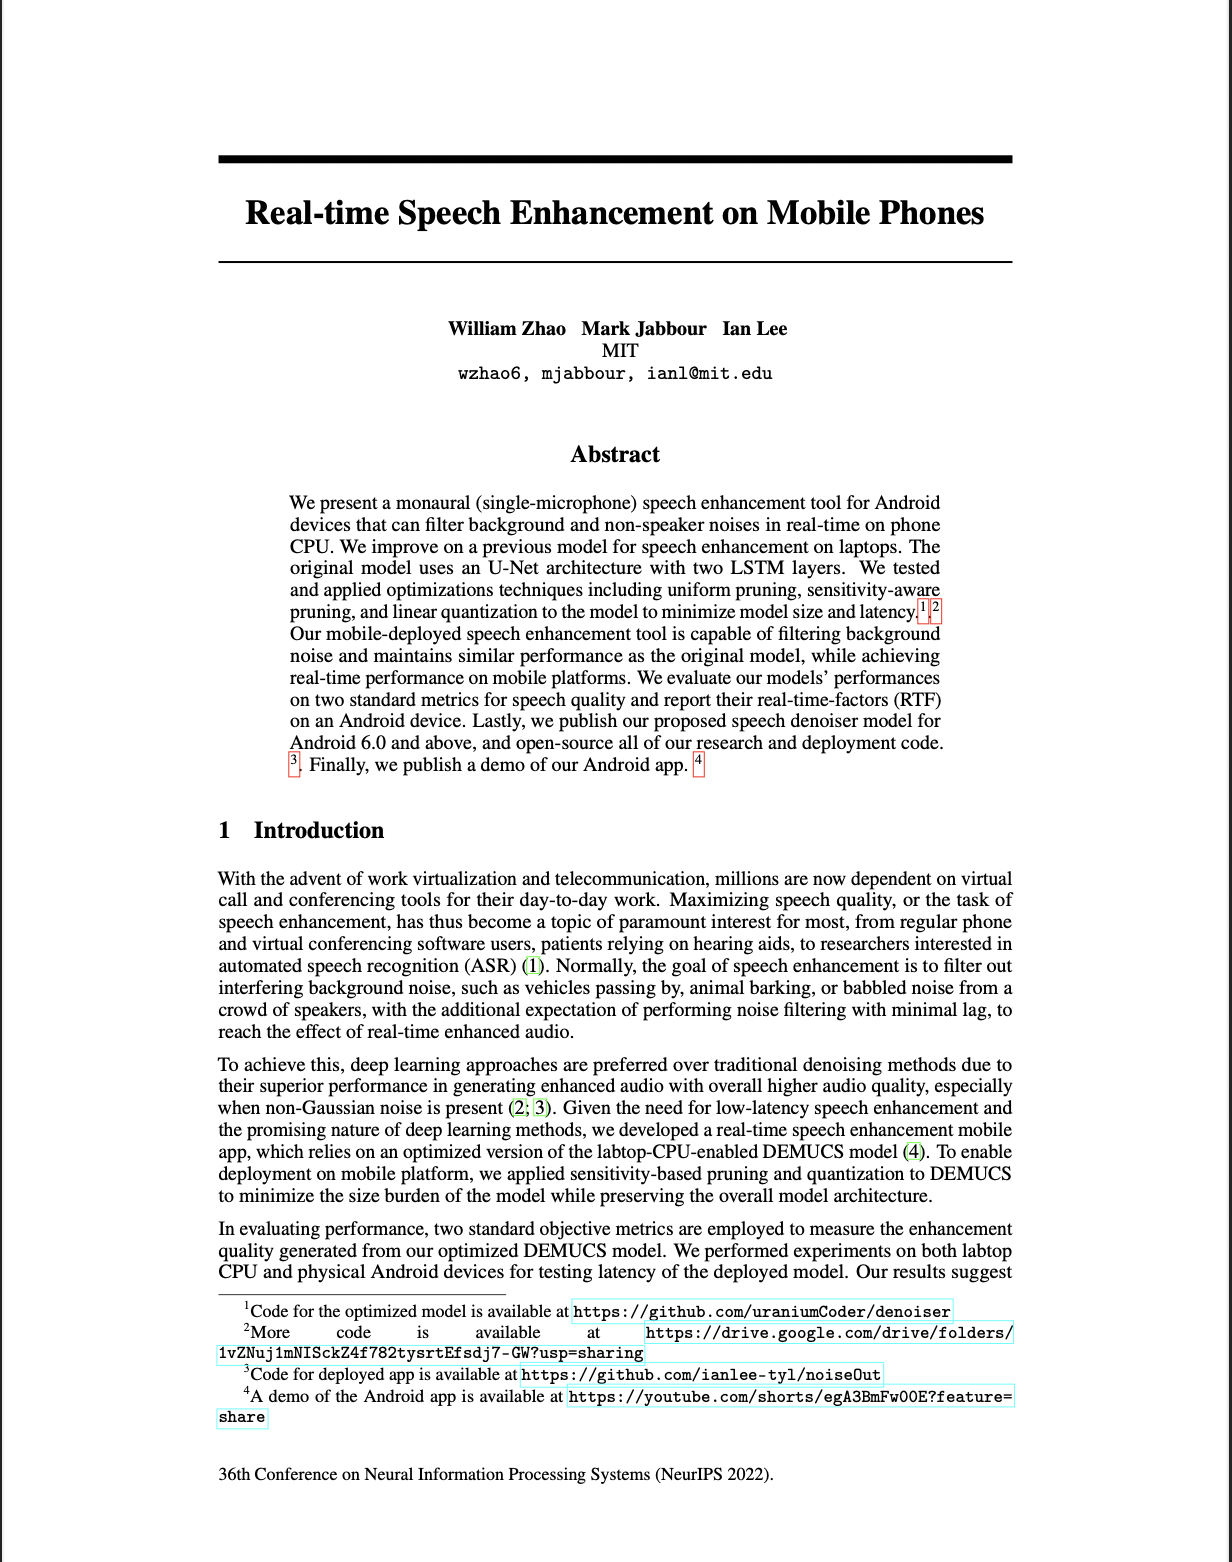 Real-time Speech Enhancement on Mobile Phones
William Zhao Mark Jabbour Ian Lee
MIT
wzhao6, mjabbour, ianl@mit.edu
Abstract
We present a monaural (single-microphone) speech enhancement tool for Android
devices that can filter background and non-speaker noises in real-time on phone
CPU. We improve on a previous model for speech enhancement on laptops. The
original model uses an U-Net architecture with two LSTM layers. We tested
and applied optimizations techniques including uniform pruning, sensitivity-aware
pruning, and linear quantization to the model to minimize model size and latency.1,2
Our mobile-deployed speech enhancement tool is capable of filtering background
noise and maintains similar performance as the original model, while achieving
real-time performance on mobile platforms. We evaluate our models' performances
on two standard metrics for speech quality and report their real-time-factors (RTF)
on an Android device. Lastly, we publish our proposed speech denoiser model for
Android 6.0 and above, and open-source all of our research and deployment code.
3. Finally, we publish a demo of our Android app. 4
1 Introduction
With the advent of work virtualization and telecommunication, millions are now dependent on virtual
call and conferencing tools for their day-to-day work. Maximizing speech quality, or the task of
speech enhancement, has thus become a topic of paramount interest for most, from regular phone
and virtual conferencing software users, patients relying on hearing aids, to researchers interested in
automated speech recognition (ASR) (1). Normally, the goal of speech enhancement is to filter out
interfering background noise, such as vehicles passing by, animal barking, or babbled noise from a
crowd of speakers, with the additional expectation of performing noise filtering with minimal lag, to
reach the effect of real-time enhanced audio.
To achieve this, deep learning approaches are preferred over traditional denoising methods due to
their superior performance in generating enhanced audio with overall higher audio quality, especially
when non-Gaussian noise is present (2; 3). Given the need for low-latency speech enhancement and
the promising nature of deep learning methods, we developed a real-time speech enhancement mobile
app, which relies on an optimized version of the labtop-CPU-enabled DEMUCS model (4). To enable
deployment on mobile platform, we applied sensitivity-based pruning and quantization to DEMUCS
to minimize the size burden of the model while preserving the overall model architecture.
In evaluating performance, two standard objective metrics are employed to measure the enhancement
quality generated from our optimized DEMUCS model. We performed experiments on both labtop
CPU and physical Android devices for testing latency of the deployed model. Our results suggest
1Code for the optimized model is available at https://github.com/uraniumCoder/denoiser
2More code is available at https://drive.google.com/drive/folders/
1vZNuj1mNISckZ4f782tysrtEfsdj7-GW?usp=sharing
3Code for deployed app is available at https://github.com/ianlee-tyl/noiseOut
4A demo of the Android app is available at https://youtube.com/shorts/egA3BmFw00E?feature=
share
36th Conference on Neural Information Processing Systems (NeurIPS 2022).